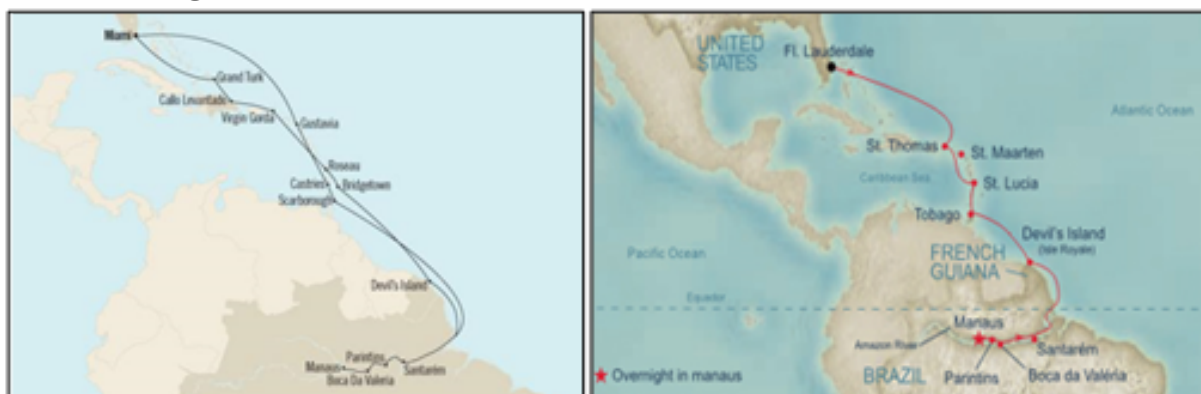 Miami
Grand Turk
Callo Levantado
Virgin Gorda
Gustavia
Roseau
Castries
Bridgetown
Scarborough
Devil's Island
Parintins
Manaus
Santarém
Boca Da Valeria
UNITED
STATES
Ft. Lauderdale
Atlantic Ocean
St. Thomas
St. Maarten
Caribbean Sea
St. Lucia
Tobago
Devil's Island
(Isle Royale)
Pacific Ocean
FRENCH
GUIANA
Equator
Manaus
Amazon River
Santarém
Overnight in manaus
BRAZIL
Parintins
Boca da Valéria